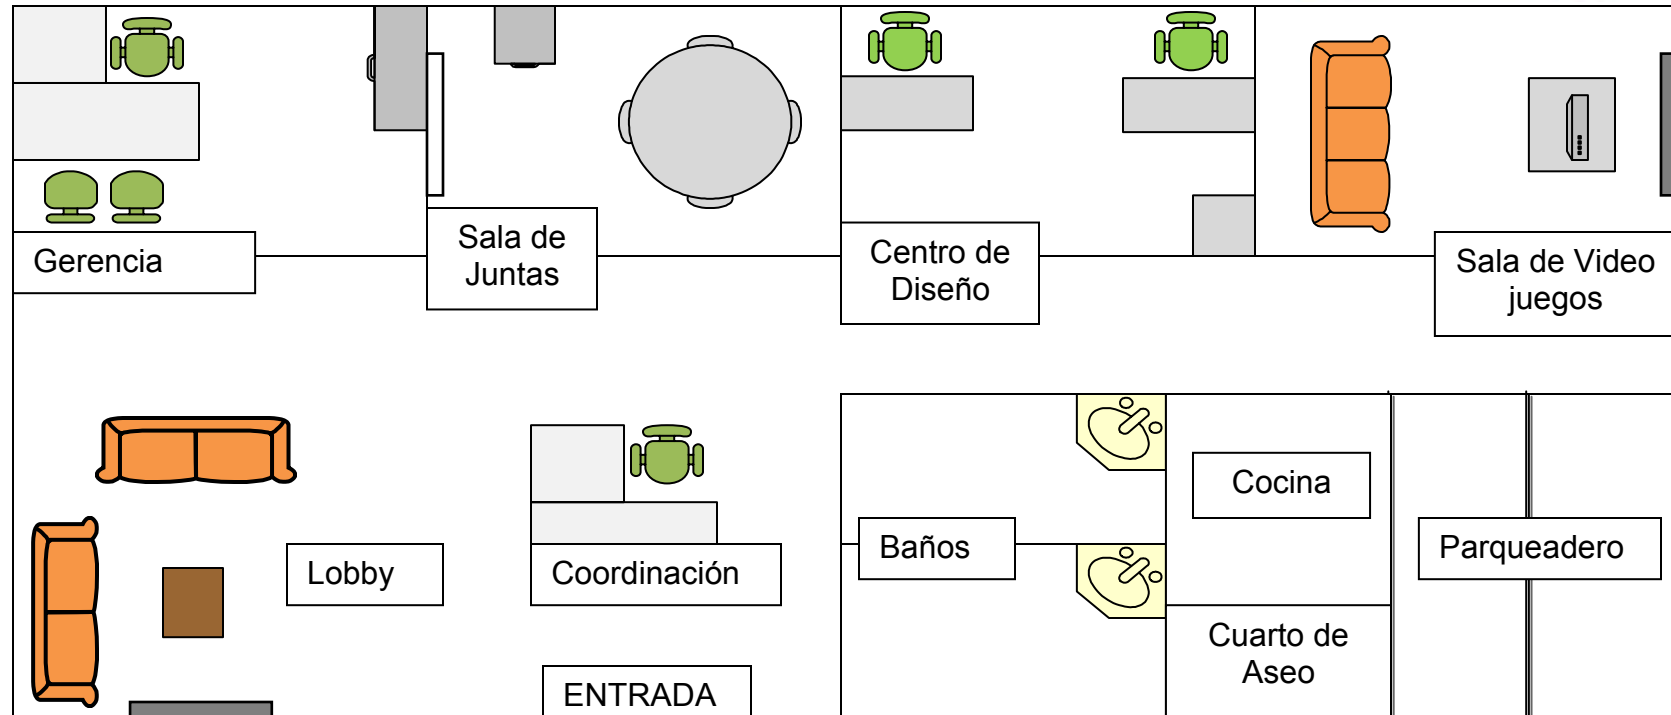 Gerencia
Sala de
Juntas
Centro de
Diseño
Sala de Video
juegos
Lobby
Coordinación
Baños
Cocina
Parqueadero
Cuarto de
Aseo
ENTRADA